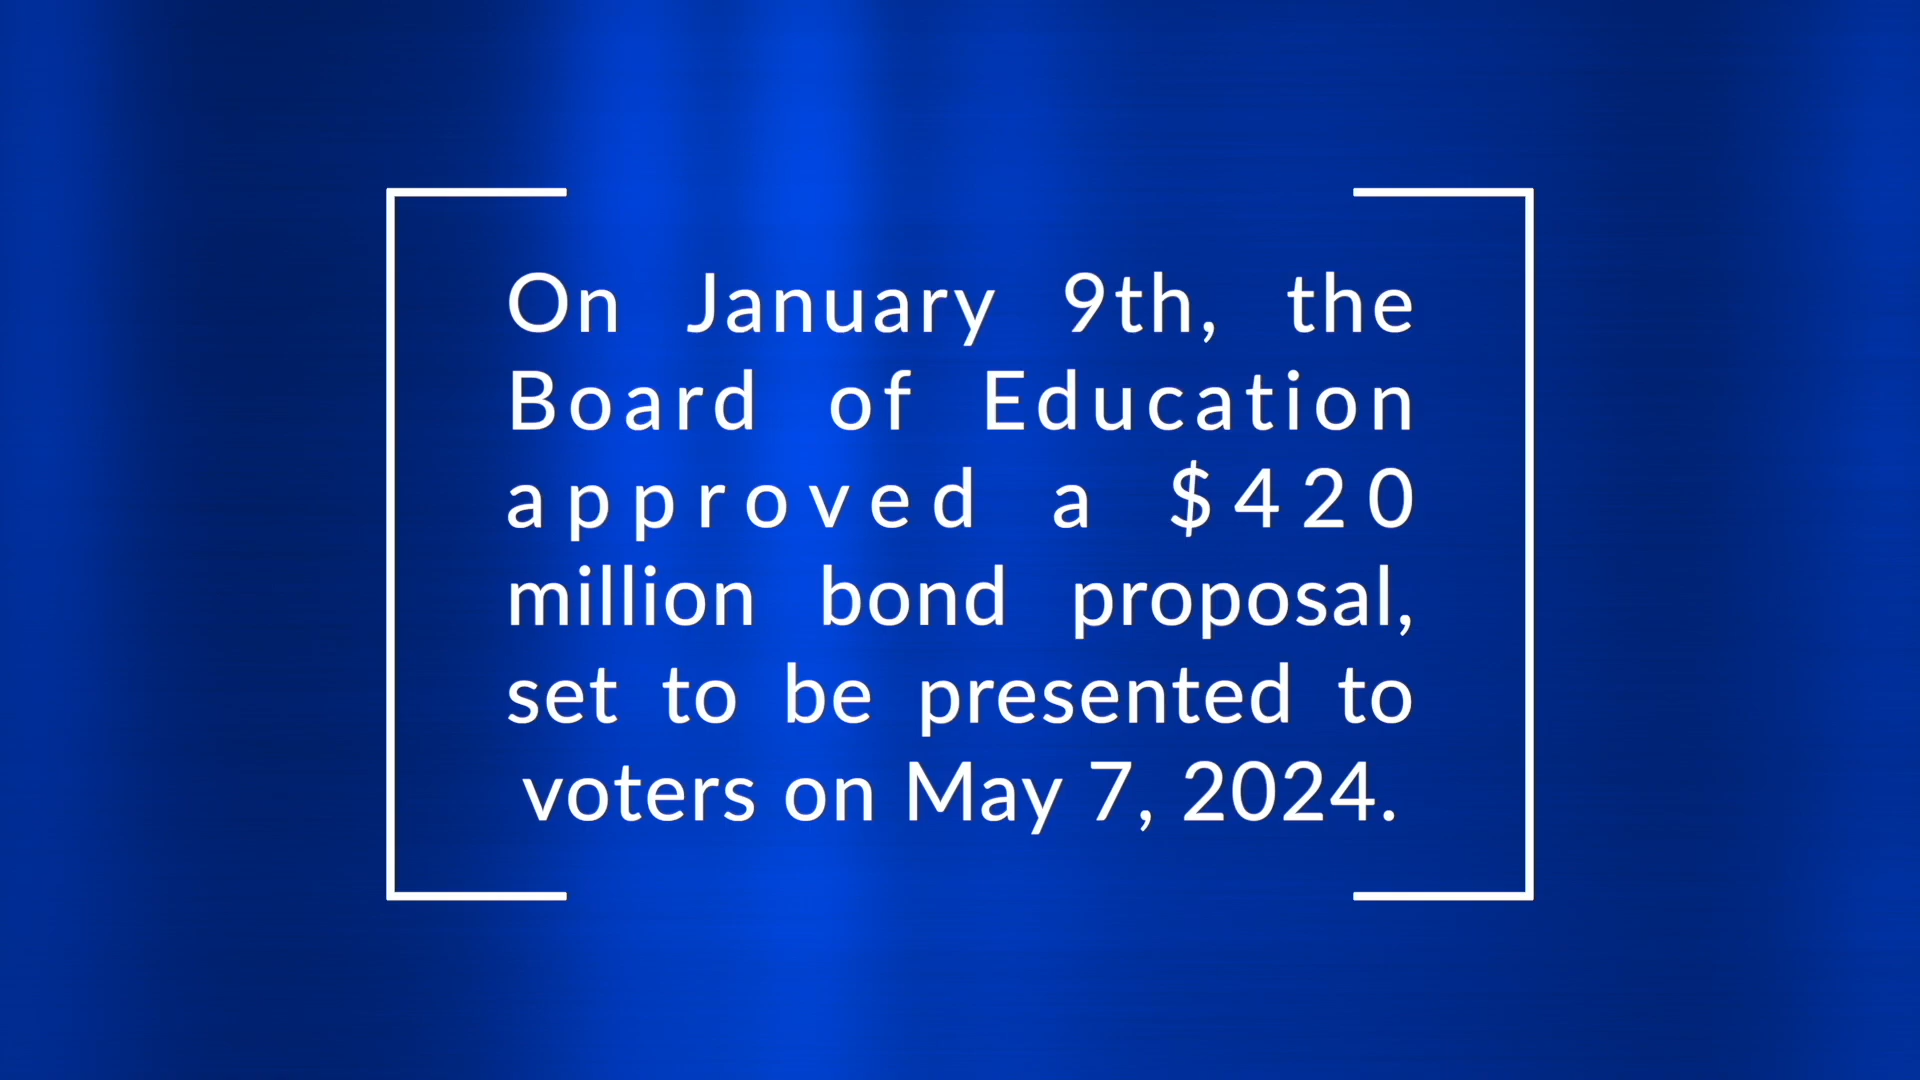 On January 9th, the
Board of Education
approved a $420
million bond proposal,
set to be presented to
voters on May 7, 2024.